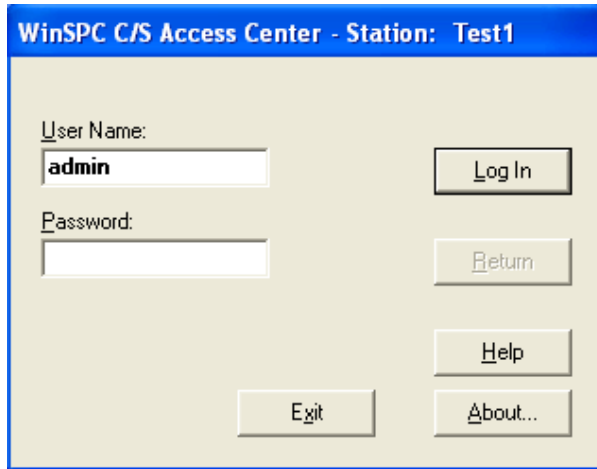 WinSPC C/S Access Center - Station:  Test1
User Name:
admin
Log In
Password:
Return
Help
Exit
About...